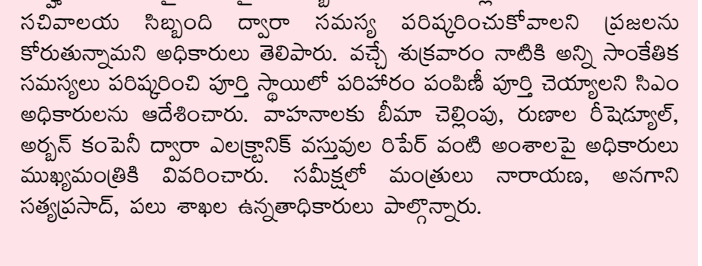 సచివాలయ సిబ్బంది ద్వారా సమస్య పరిష్కరించుకోవాలని ప్రజలను
కోరుతున్నామని అధికారులు తెలిపారు. వచ్చే శుక్రవారం నాటికి అన్ని సాంకేతిక
సమస్యలు పరిష్కరించి పూర్తి స్థాయిలో పరిహారం పంపిణీ పూర్తి చెయ్యాలని సిఎం
అధికారులను ఆదేశించారు. వాహనాలకు బీమా చెల్లింపు, రుణాల రీషెడ్యూల్,
అర్బన్ కంపెనీ ద్వారా ఎలక్ట్రానిక్ వస్తువుల రిపేర్ వంటి అంశాలపై అధికారులు
ముఖ్యమంత్రికి వివరించారు. సమీక్షలో మంత్రులు నారాయణ, అనగాని
సత్యప్రసాద్, పలు శాఖల ఉన్నతాధికారులు పాల్గొన్నారు.